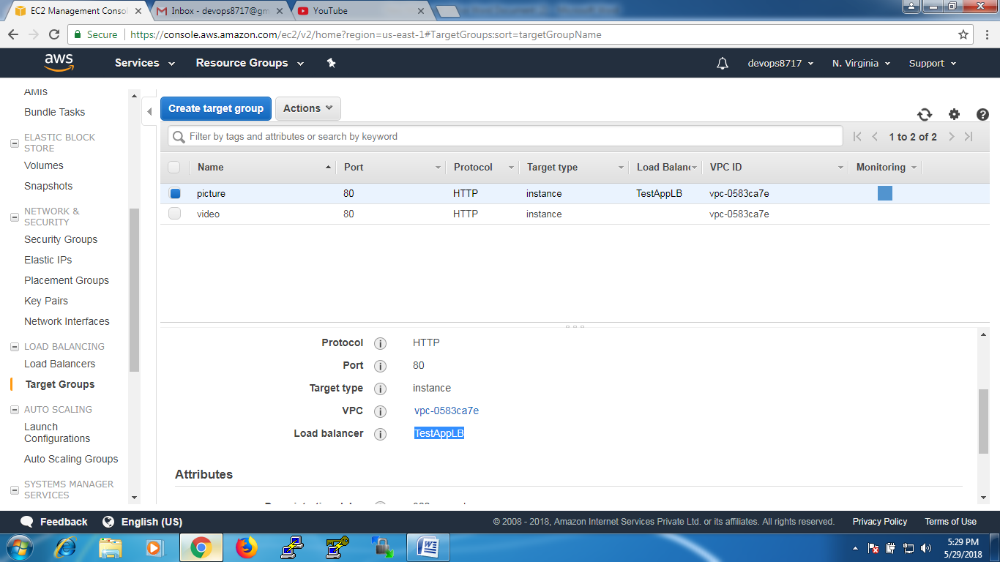 EC2 Management Consol
Inbox - devops8717@gm
YouTube
Secure
https://console.aws.amazon.com/ec2/v2/home?region=us-east-1#TargetGroups:sort=targetGroupName
aws
Services
Resource Groups
devops8717
N. Virginia
Support
AMIs
Bundle Tasks
ELASTIC BLOCK
STORE
Volumes
Snapshots
NETWORK &
SECURITY
Security Groups
Elastic IPs
Placement Groups
Key Pairs
Network Interfaces
LOAD BALANCING
Load Balancers
Target Groups
AUTO SCALING
Launch
Configurations
Auto Scaling Groups
SYSTEMS MANAGER
SERVICES
Create target group
Actions
Filter by tags and attributes or search by keyword
1 to 2 of 2
Name Port Protocol Target type Load Balanc VPC ID Monitoring
picture 80 HTTP instance TestAppLB vpc-0583ca7e
video 80 HTTP instance vpc-0583ca7e
Protocol HTTP
Port 80
Target type instance
VPC vpc-0583ca7e
Load balancer TestAppLB
Attributes
Feedback
English (US)
© 2008 - 2018, Amazon Internet Services Private Ltd. or its affiliates. All rights reserved.
Privacy Policy
Terms of Use
5:29 PM
5/29/2018